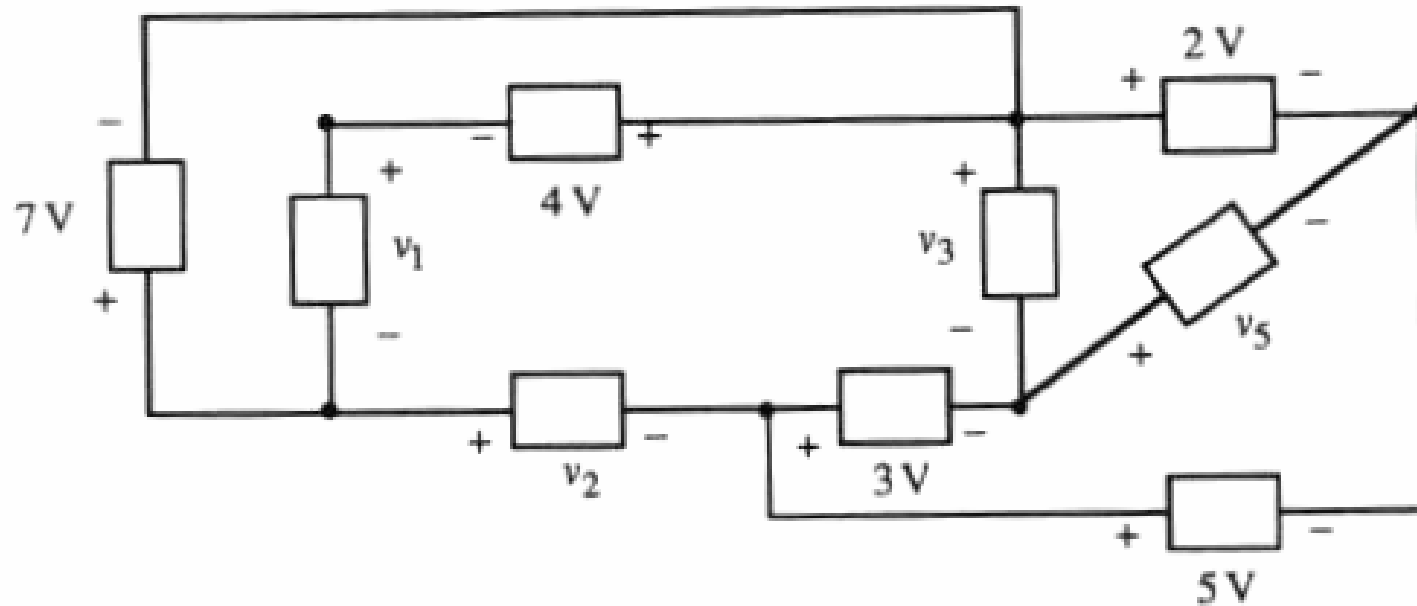 2 V
− + −
− +
+ +
7 V 4 V
v₁ v₃ −
+ v₅
− − +
+ − + −
v₂ 3 V
+ −
5 V